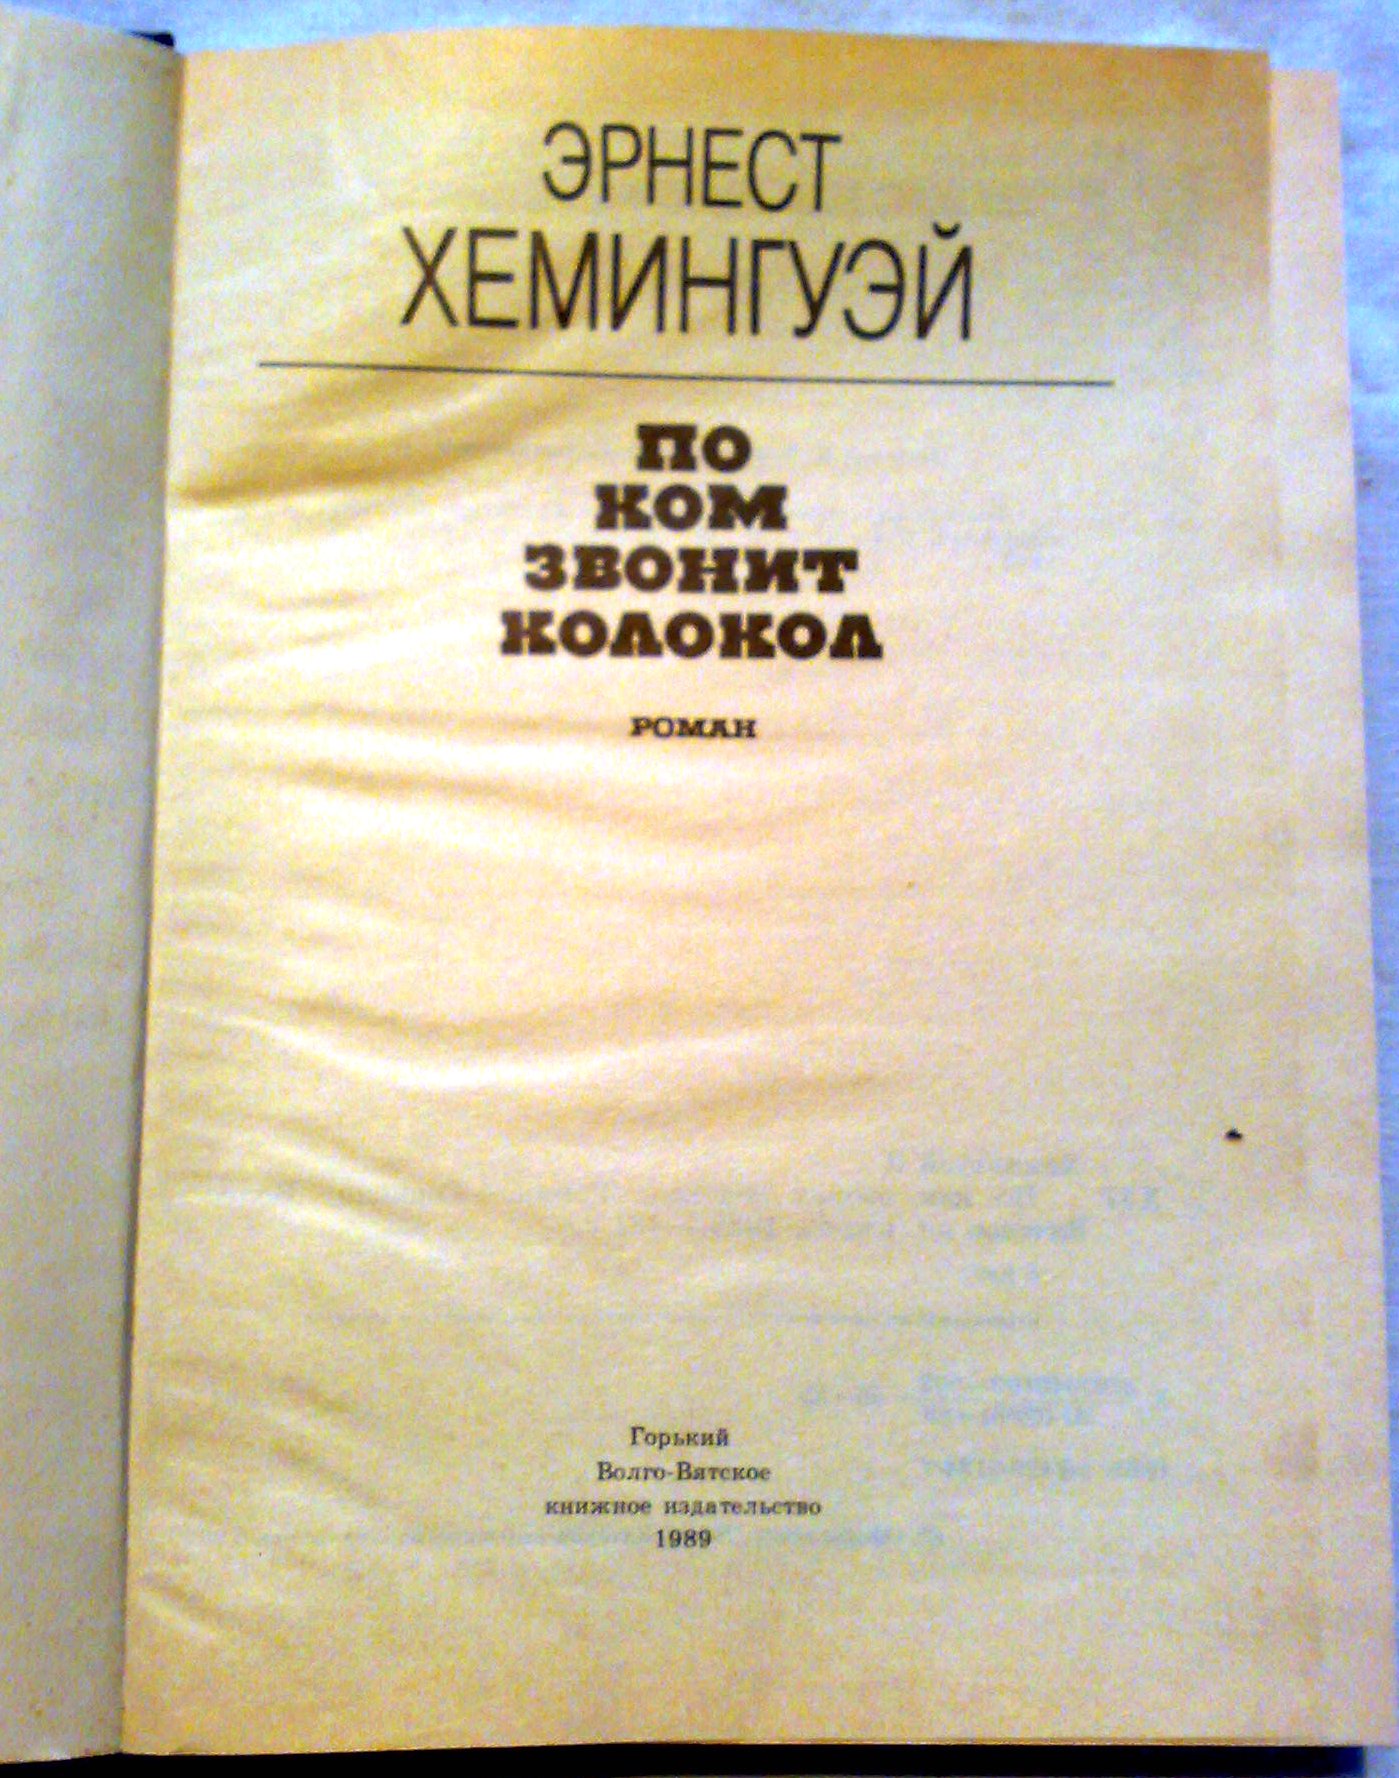 ЭРНЕСТ
ХЕМИНГУЭЙ
ПО
КОМ
ЗВОНИТ
КОЛОКОЛ
РОМАН
Горький
Волго-Вятское
книжное издательство
1989